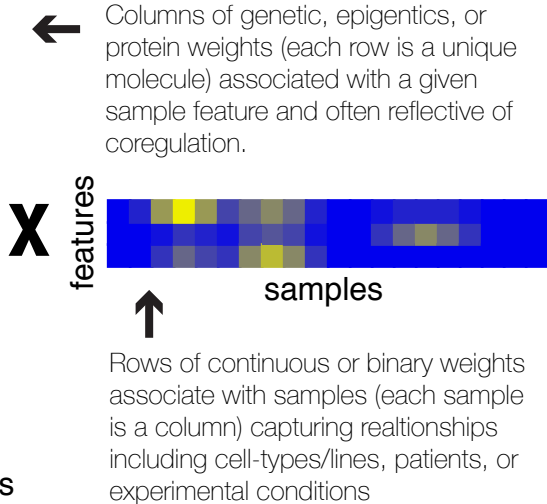 Columns of genetic, epigentics, or
protein weights (each row is a unique
molecule) associated with a given
sample feature and often reflective of
coregulation.
X
features
samples
Rows of continuous or binary weights
associate with samples (each sample
is a column) capturing realtionships
including cell-types/lines, patients, or
experimental conditions
s